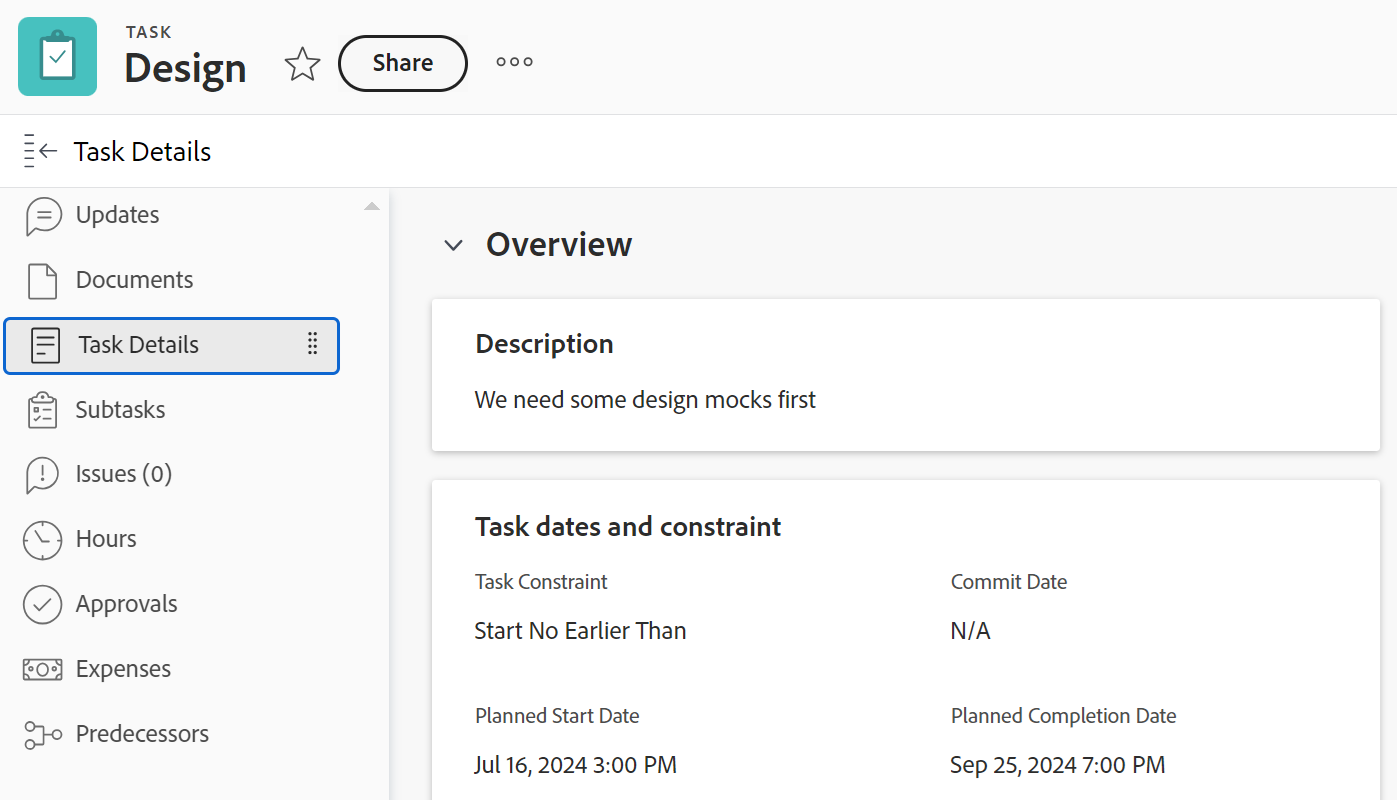 TASK
Design
Share
Task Details
Updates
Documents
Task Details
Subtasks
Issues (0)
Hours
Approvals
Expenses
Predecessors
Overview
Description
We need some design mocks first
Task dates and constraint
Task Constraint
Start No Earlier Than
Commit Date
N/A
Planned Start Date
Jul 16, 2024 3:00 PM
Planned Completion Date
Sep 25, 2024 7:00 PM